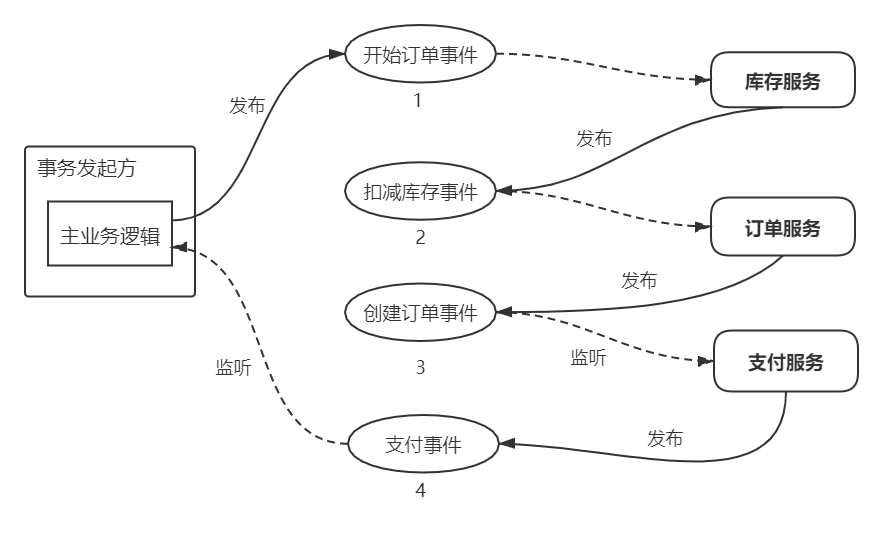 开始订单事件
1
库存服务
发布
发布
事务发起方
主业务逻辑
扣减库存事件
2
订单服务
发布
创建订单事件
3
监听
支付服务
监听
支付事件
4
发布